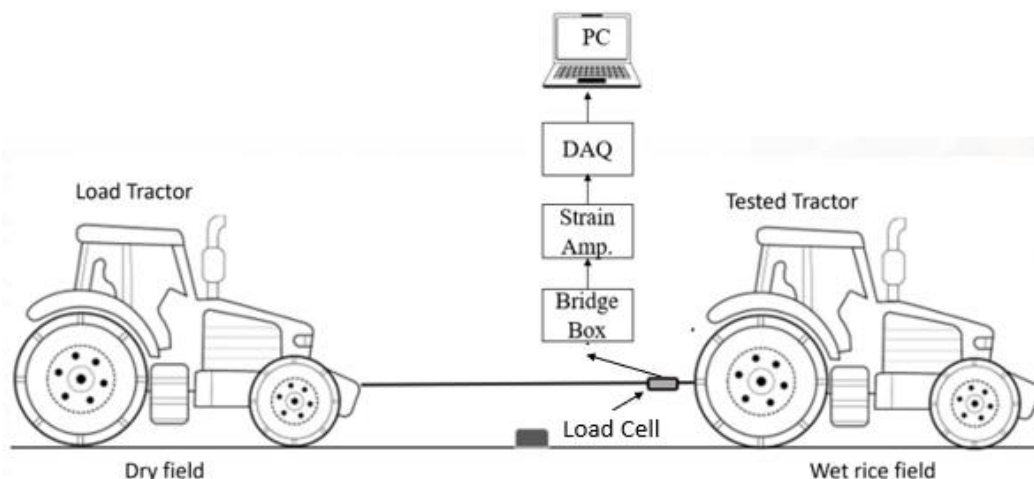 PC
DAQ
Load Tractor
Tested Tractor
Strain
Amp.
Bridge
Box
Load Cell
Dry field
Wet rice field